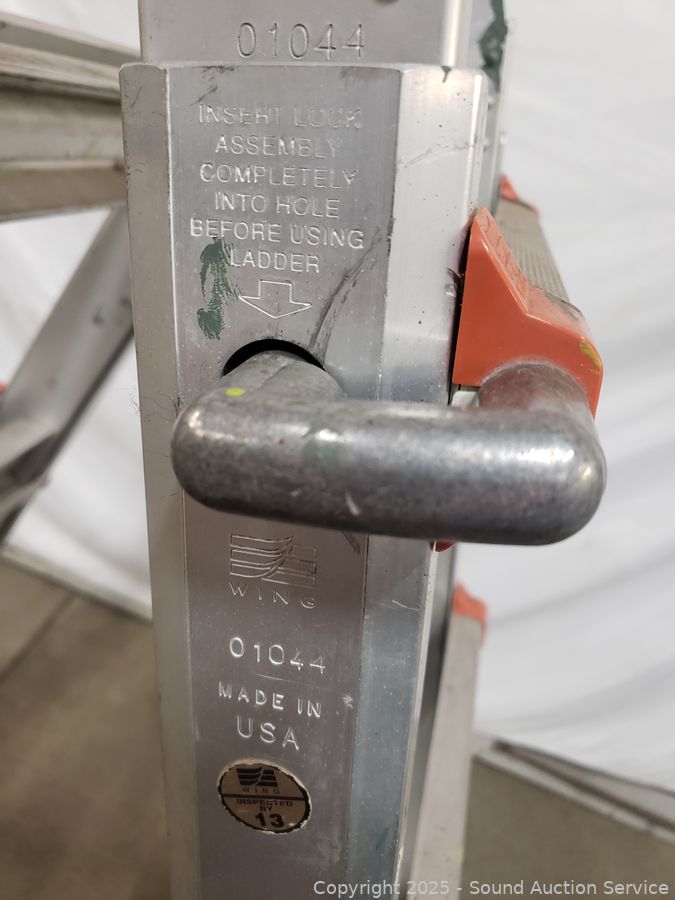 01044
INSERT LOCK
ASSEMBLY
COMPLETELY
INTO HOLE
BEFORE USING
LADDER
WING
01044
MADE IN
USA
WING
INSPECTED
BY
13
Copyright 2025 - Sound Auction Service